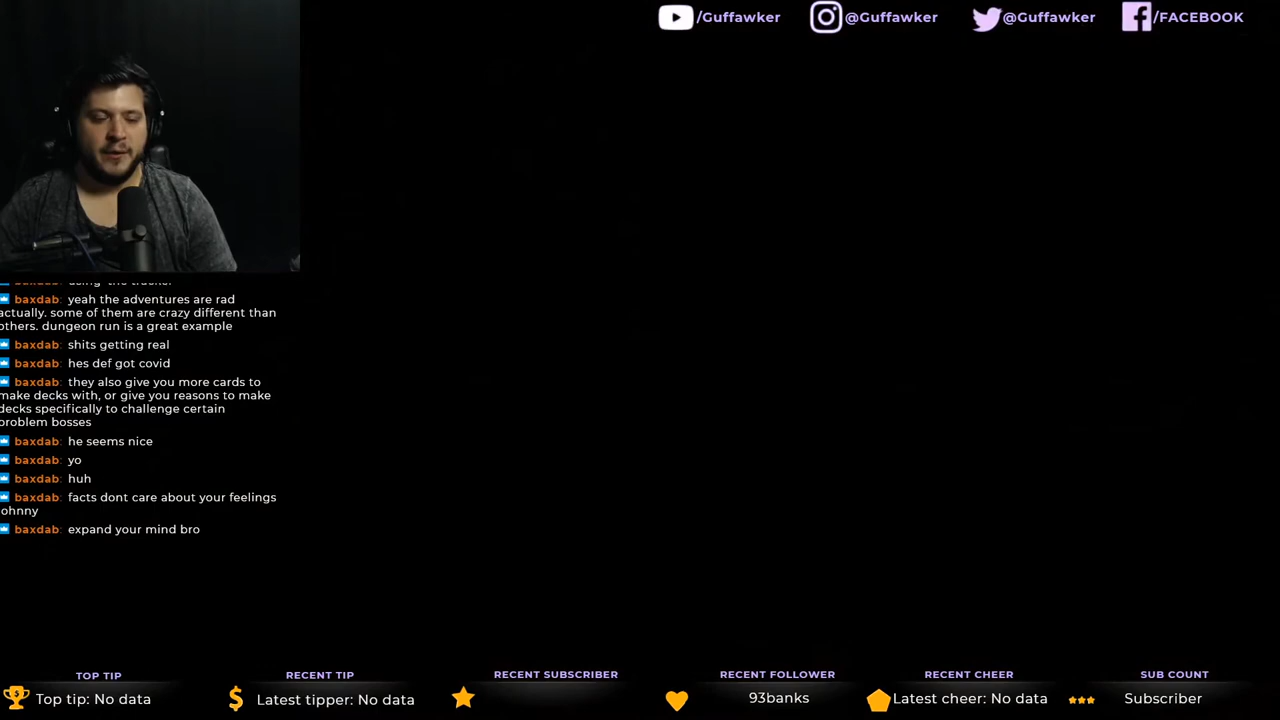 /Guffawker @Guffawker @Guffawker /FACEBOOK
baxdab: yeah the adventures are rad
actually. some of them are crazy different than
others. dungeon run is a great example
baxdab: shits getting real
baxdab: hes def got covid
baxdab: they also give you more cards to
make decks with, or give you reasons to make
decks specifically to challenge certain
problem bosses
baxdab: he seems nice
baxdab: yo
baxdab: huh
baxdab: facts dont care about your feelings
johnny
baxdab: expand your mind bro
TOP TIP RECENT TIP RECENT SUBSCRIBER RECENT FOLLOWER RECENT CHEER SUB COUNT
Top tip: No data Latest tipper: No data 93banks Latest cheer: No data Subscriber